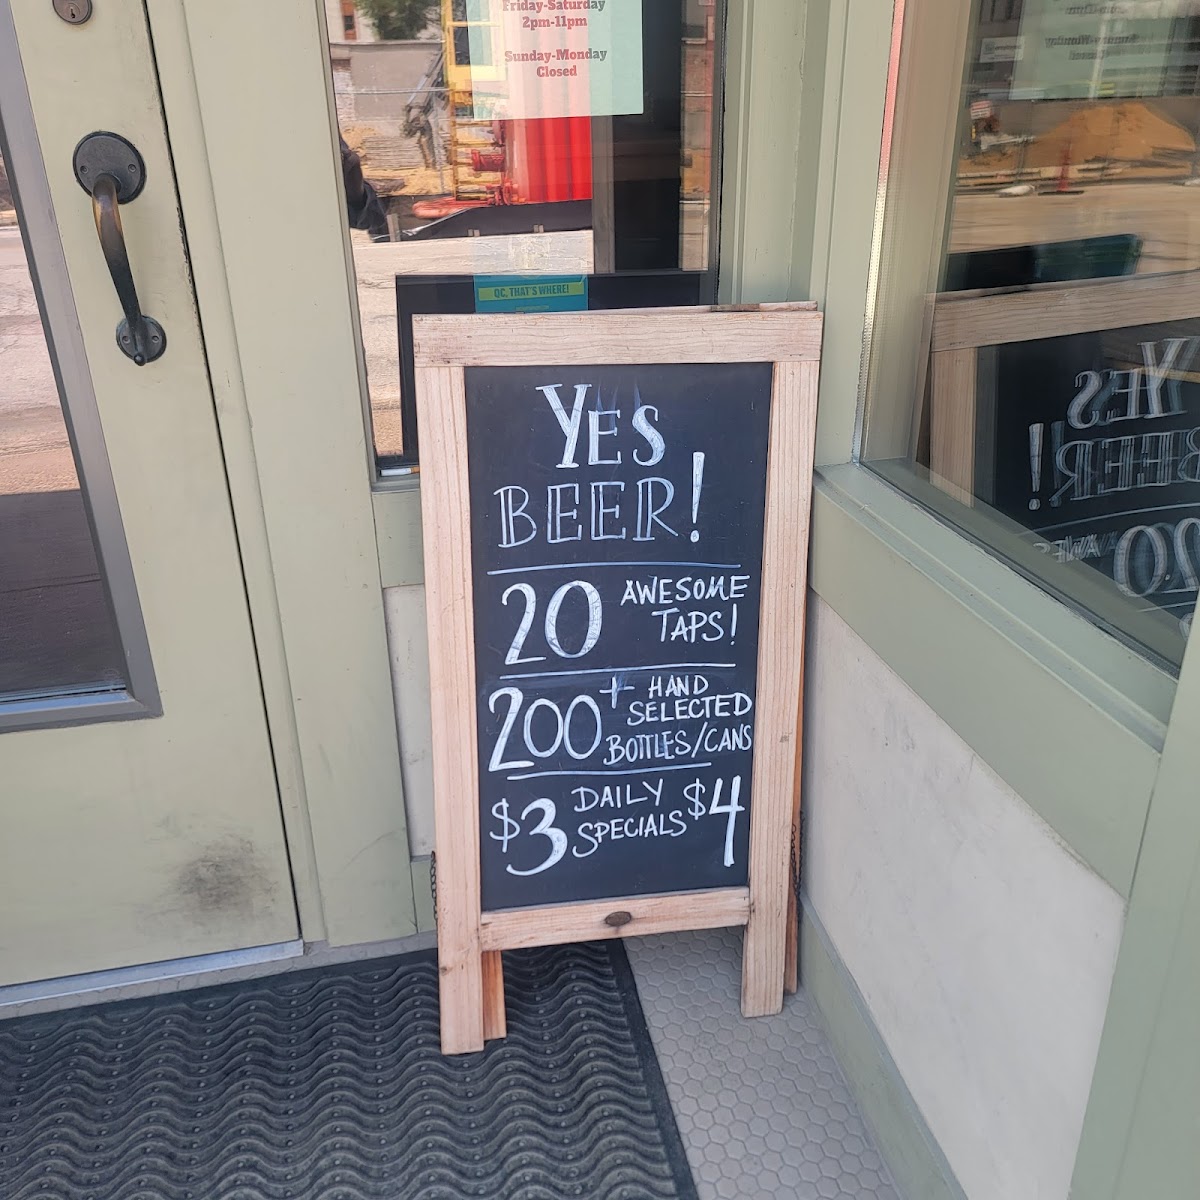 Friday-Saturday
2pm-11pm
Sunday-Monday
Closed
QC, THAT'S WHERE!
YES
BEER!
20 AWESOME
TAPS!
200+ HAND
SELECTED
BOTTLES/CANS
$3 DAILY
SPECIALS $4